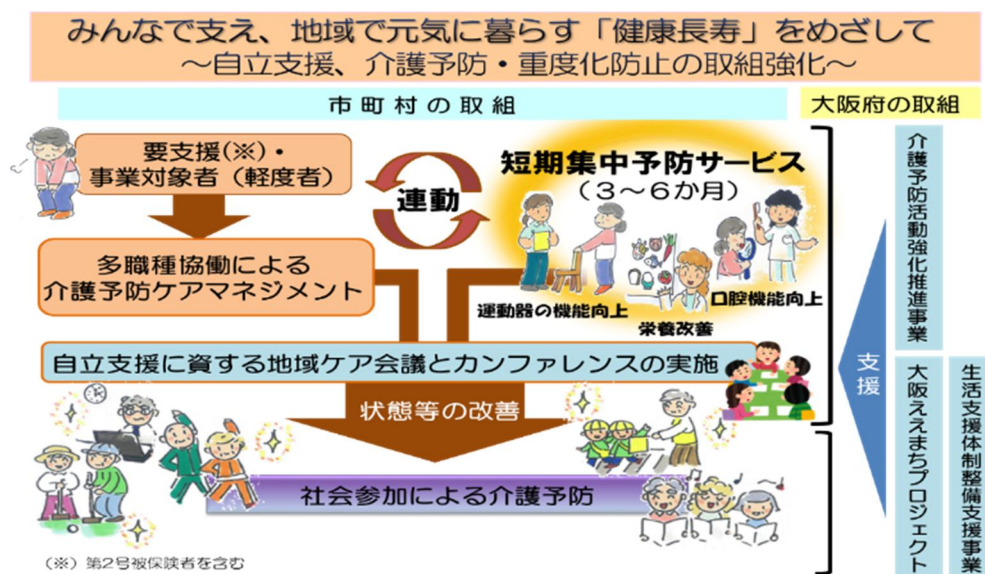 みんなで支え、地域で元気に暮らす「健康長寿」をめざして
～自立支援、介護予防・重度化防止の取組強化～
市町村の取組
大阪府の取組
要支援(※)・
事業対象者（軽度者）
連動
短期集中予防サービス
（３～６か月）
多職種協働による
介護予防ケアマネジメント
運動器の機能向上
栄養改善
口腔機能向上
自立支援に資する地域ケア会議とカンファレンスの実施
状態等の改善
社会参加による介護予防
(※) 第2号被保険者を含む
支援
介護予防活動強化推進事業
大阪ええまちプロジェクト
生活支援体制整備支援事業